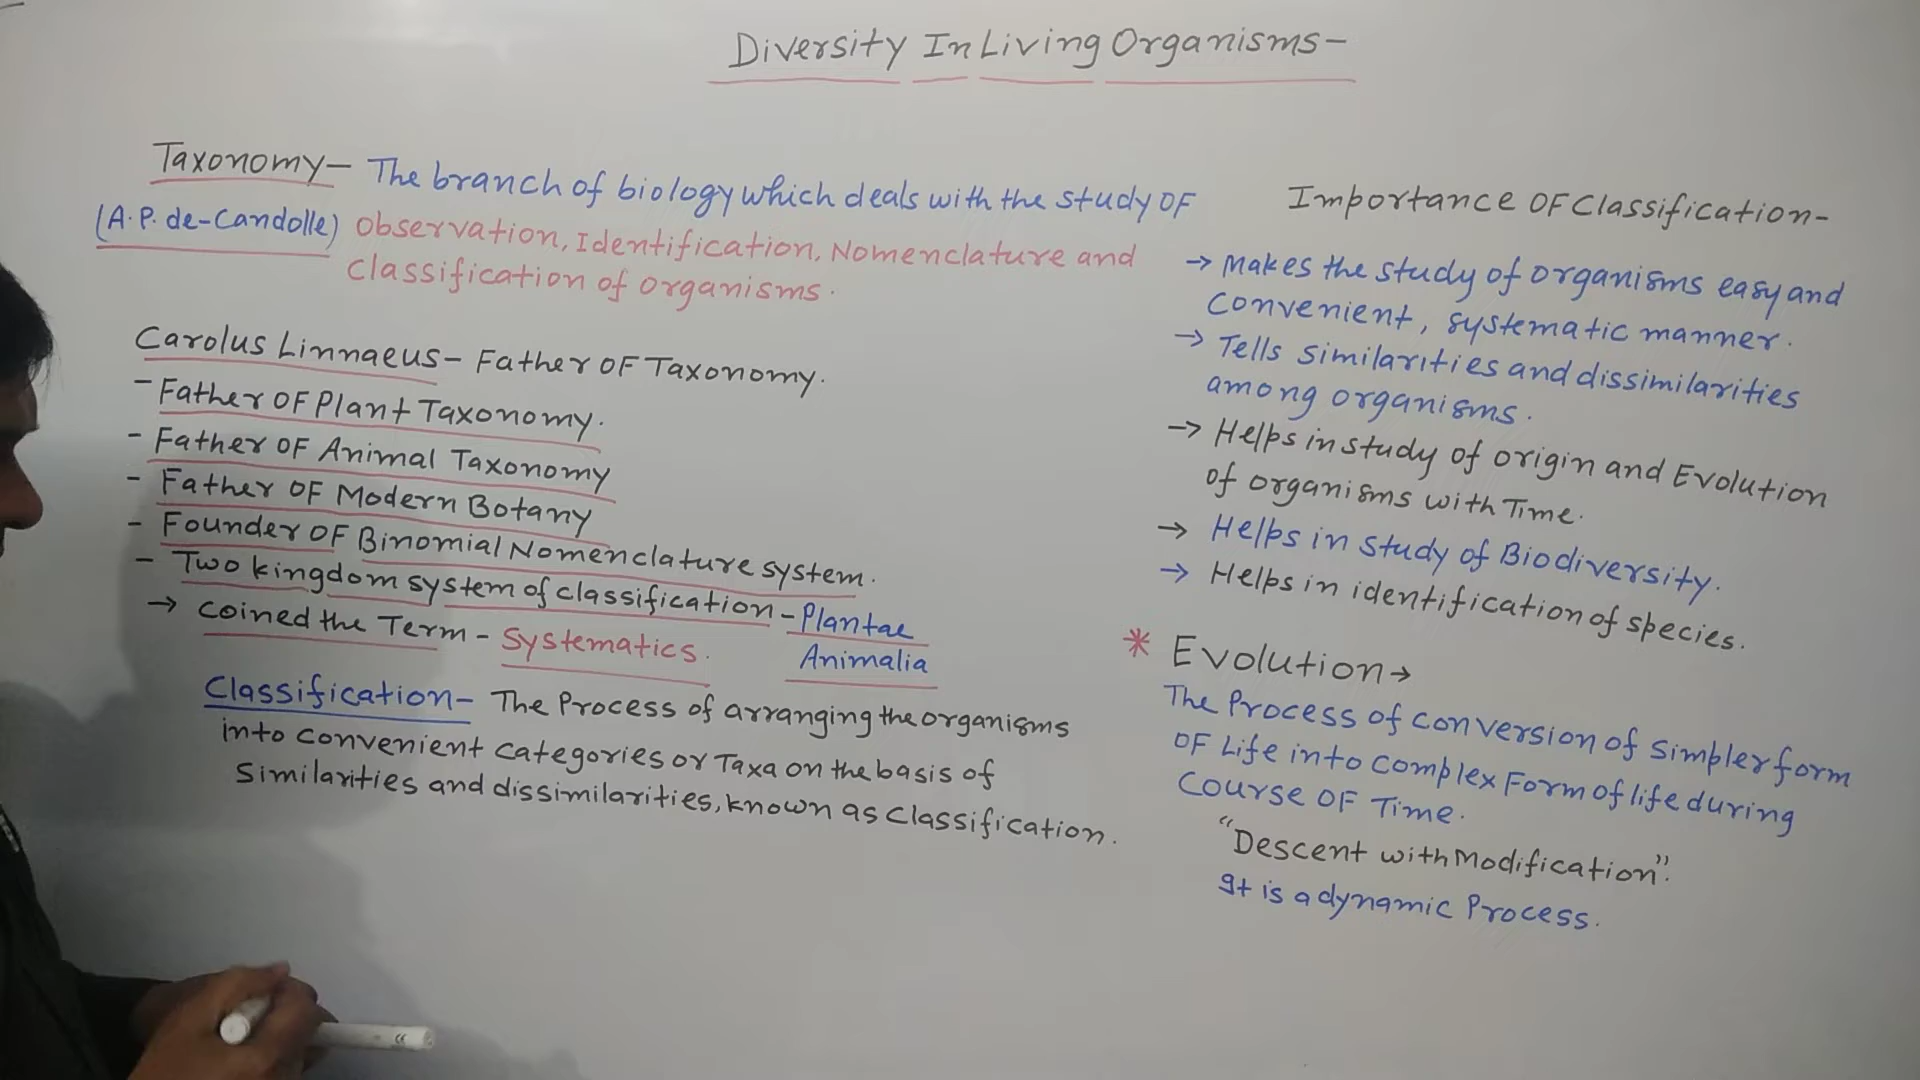 Diversity In Living Organisms-
Taxonomy- The branch of biology which deals with the study OF
(A.P. de-Candolle) Observation, Identification, Nomenclature and
Classification of organisms.
Carolus Linnaeus- Father OF Taxonomy.
- Father OF Plant Taxonomy.
- Father OF Animal Taxonomy
- Father OF Modern Botany
- Founder OF Binomial Nomenclature system.
- Two kingdom system of classification - Plantae
Animalia
→ coined the Term - Systematics.
Classification- The Process of arranging the organisms
into convenient categories or Taxa on the basis of
similarities and dissimilarities, known as Classification.
Importance OF Classification-
→ Makes the study of organisms easy and
convenient, systematic manner.
→ Tells similarities and dissimilarities
among organisms.
→ Helps in study of origin and Evolution
of organisms with Time.
→ Helps in study of Biodiversity.
→ Helps in identification of species.
* Evolution →
The Process of conversion of simpler form
OF Life into complex Form of life during
Course OF Time.
"Descent with Modification".
It is a dynamic Process.